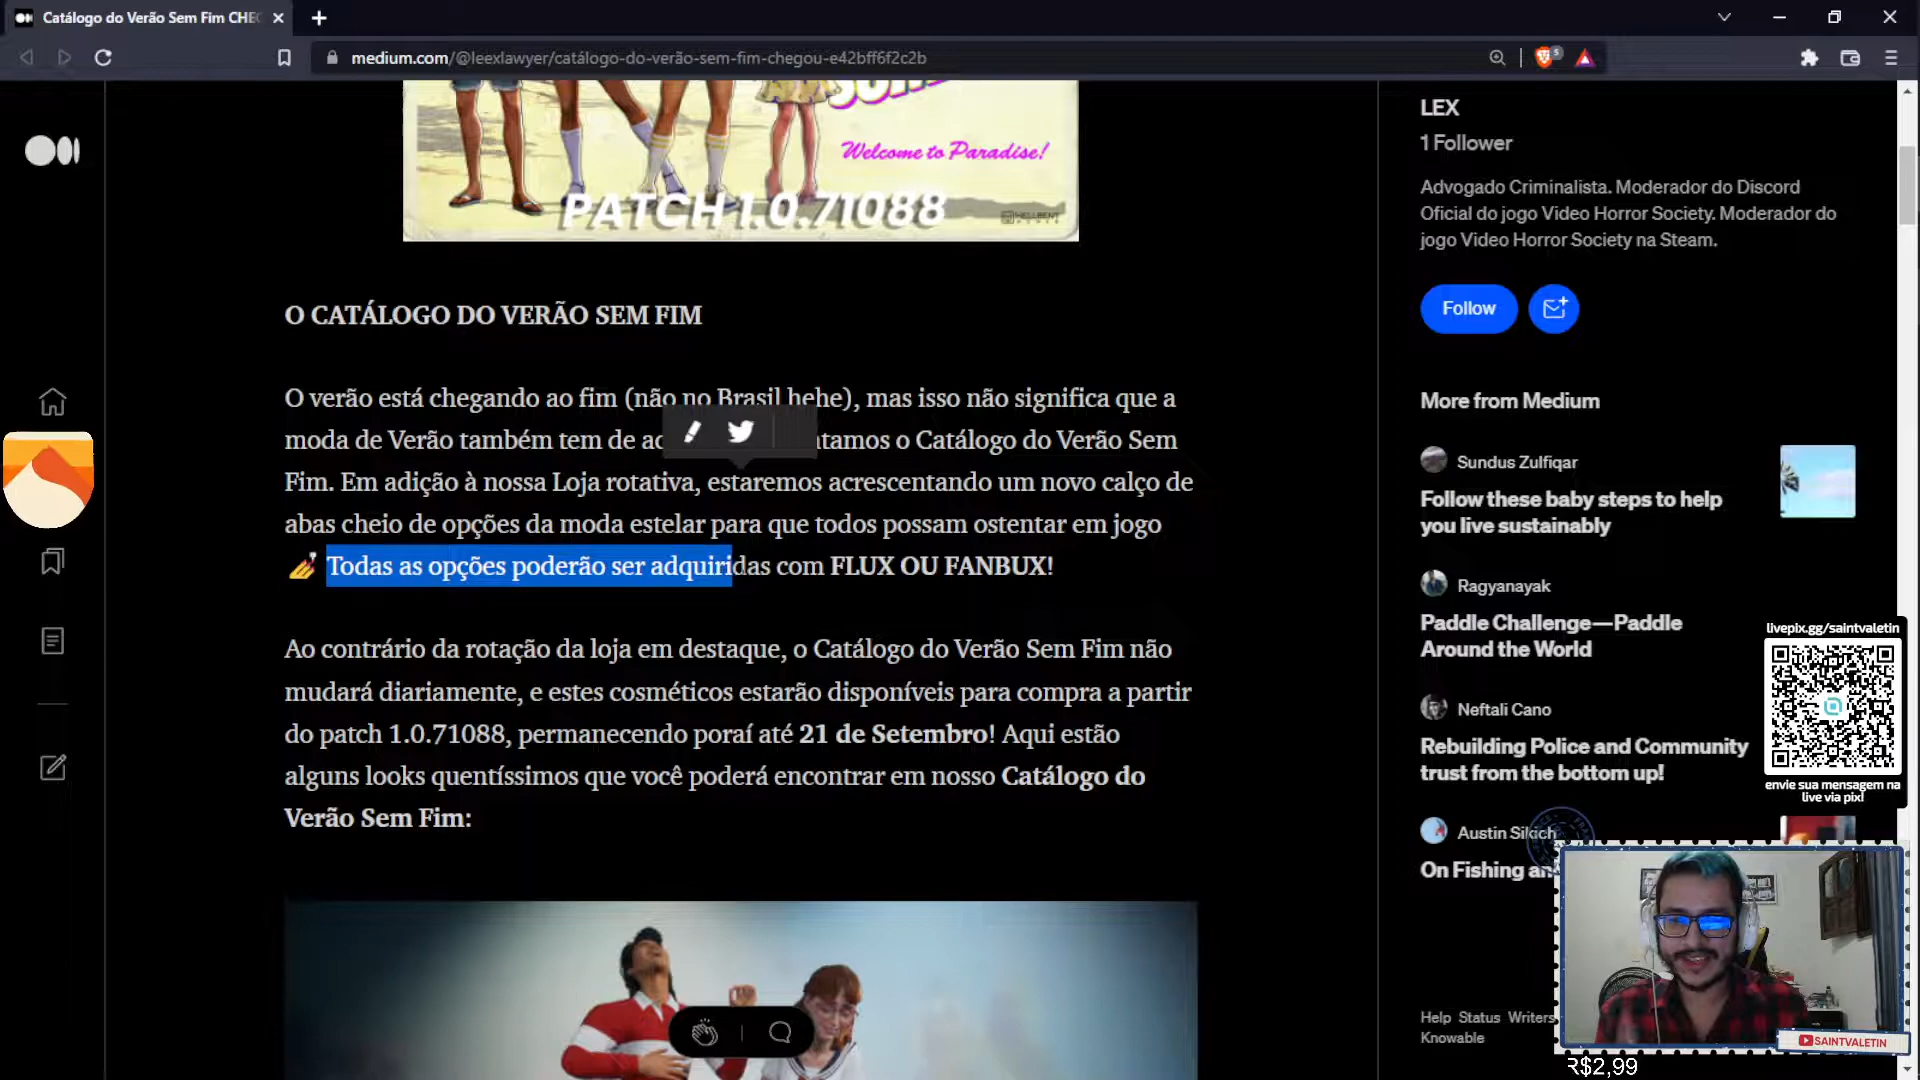 Catálogo do Verão Sem Fim CHE
medium.com/@leexlawyer/catálogo-do-verão-sem-fim-chegou-e42bff6f2c2b
5
Welcome to Paradise!
PATCH 1.0.71088
HELLBENT
O CATÁLOGO DO VERÃO SEM FIM
O verão está chegando ao fim (não no Brasil hehe), mas isso não significa que a
moda de Verão também tem de ac tamos o Catálogo do Verão Sem
Fim. Em adição à nossa Loja rotativa, estaremos acrescentando um novo calço de
abas cheio de opções da moda estelar para que todos possam ostentar em jogo
💅 Todas as opções poderão ser adquiridas com FLUX OU FANBUX!
Ao contrário da rotação da loja em destaque, o Catálogo do Verão Sem Fim não
mudará diariamente, e estes cosméticos estarão disponíveis para compra a partir
do patch 1.0.71088, permanecendo poraí até 21 de Setembro! Aqui estão
alguns looks quentíssimos que você poderá encontrar em nosso Catálogo do
Verão Sem Fim:
LEX
1 Follower
Advogado Criminalista. Moderador do Discord
Oficial do jogo Video Horror Society. Moderador do
jogo Video Horror Society na Steam.
Follow
More from Medium
Sundus Zulfiqar
Follow these baby steps to help
you live sustainably
Ragyanayak
Paddle Challenge—Paddle
Around the World
Neftali Cano
Rebuilding Police and Community
trust from the bottom up!
Austin Sikich
On Fishing an
Help Status Writers
Knowable
livepix.gg/saintvaletin
envie sua mensagem na
live via pix!
SAINTVALETIN
R$2,99